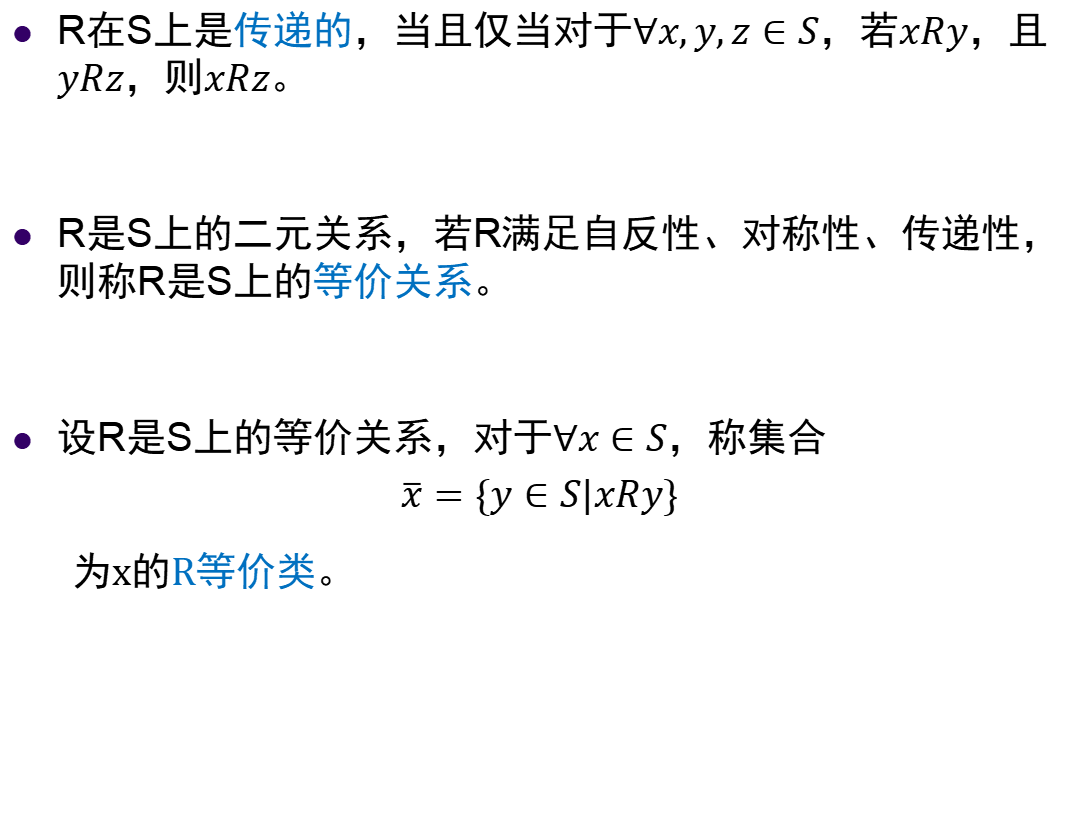 ● R在S上是传递的，当且仅当对于∀x, y, z ∈ S，若xRy，且
yRz，则xRz。
● R是S上的二元关系，若R满足自反性、对称性、传递性，
则称R是S上的等价关系。
● 设R是S上的等价关系，对于∀x ∈ S，称集合
x̅ = {y ∈ S|xRy}
为x的R等价类。